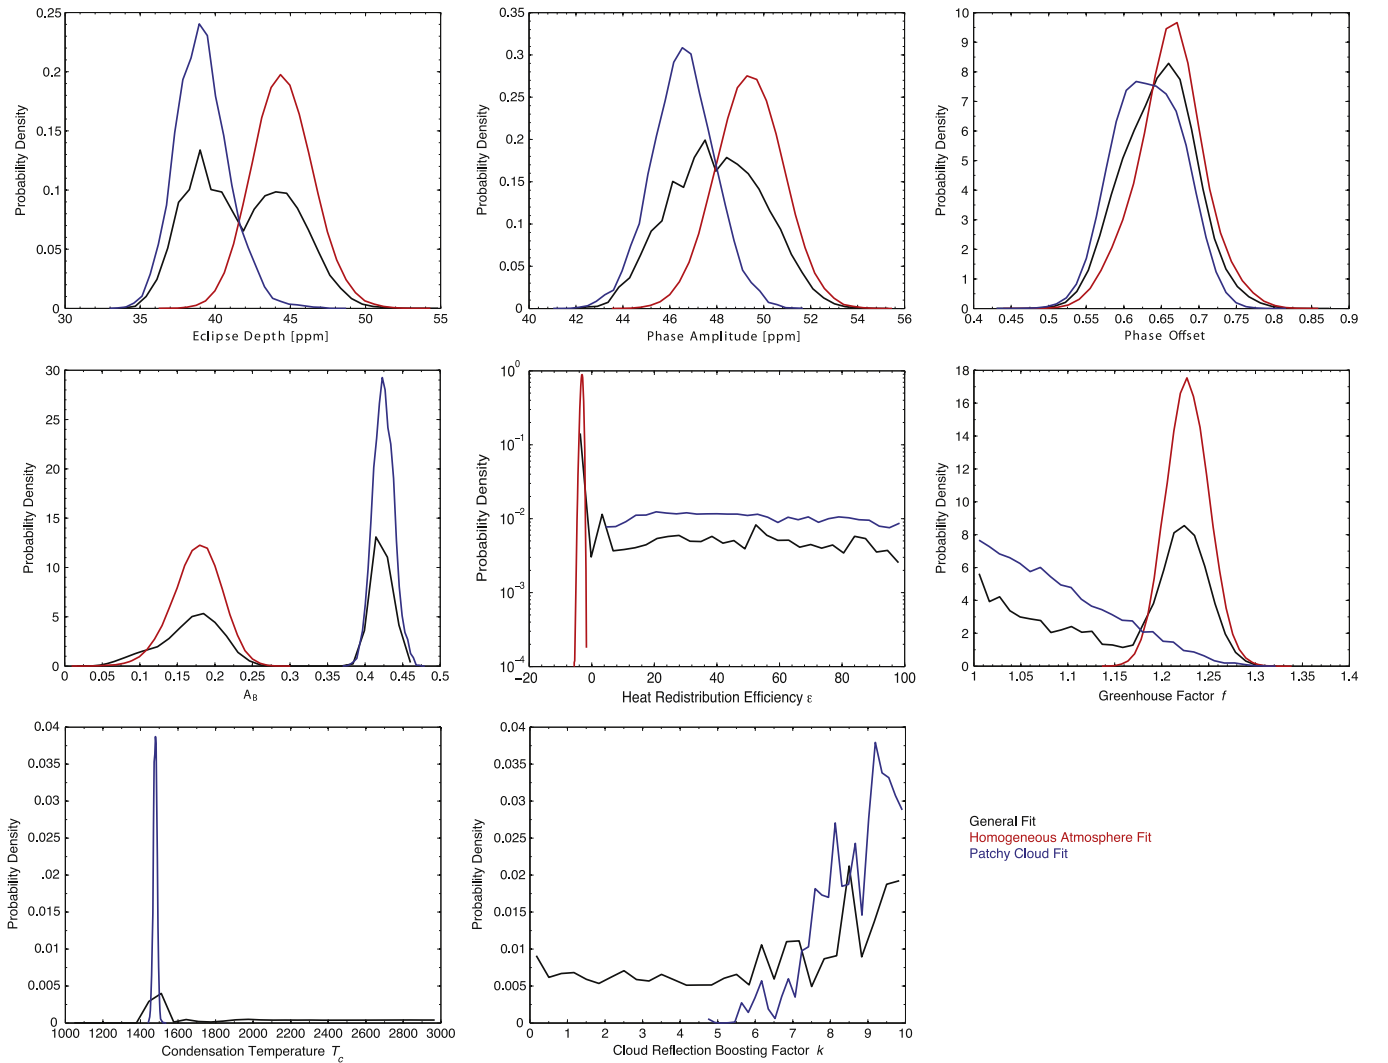 0.25
0.2
0.15
0.1
0.05
0
Probability Density
30 35 40 45 50 55
Eclipse Depth [ppm]
0.35
0.3
0.25
0.2
0.15
0.1
0.05
0
Probability Density
40 42 44 46 48 50 52 54 56
Phase Amplitude [ppm]
10
9
8
7
6
5
4
3
2
1
0
Probability Density
0.4 0.45 0.5 0.55 0.6 0.65 0.7 0.75 0.8 0.85 0.9
Phase Offset
30
25
20
15
10
5
0
Probability Density
0 0.05 0.1 0.15 0.2 0.25 0.3 0.35 0.4 0.45 0.5
A_B
10^0
10^-1
10^-2
10^-3
10^-4
Probability Density
−20 0 20 40 60 80 100
Heat Redistribution Efficiency ε
18
16
14
12
10
8
6
4
2
0
Probability Density
1 1.05 1.1 1.15 1.2 1.25 1.3 1.35 1.4
Greenhouse Factor f
0.04
0.035
0.03
0.025
0.02
0.015
0.01
0.005
0
Probability Density
1000 1200 1400 1600 1800 2000 2200 2400 2600 2800 3000
Condensation Temperature T_c
0.04
0.035
0.03
0.025
0.02
0.015
0.01
0.005
0
Probability Density
0 1 2 3 4 5 6 7 8 9 10
Cloud Reflection Boosting Factor k
General Fit
Homogeneous Atmosphere Fit
Patchy Cloud Fit